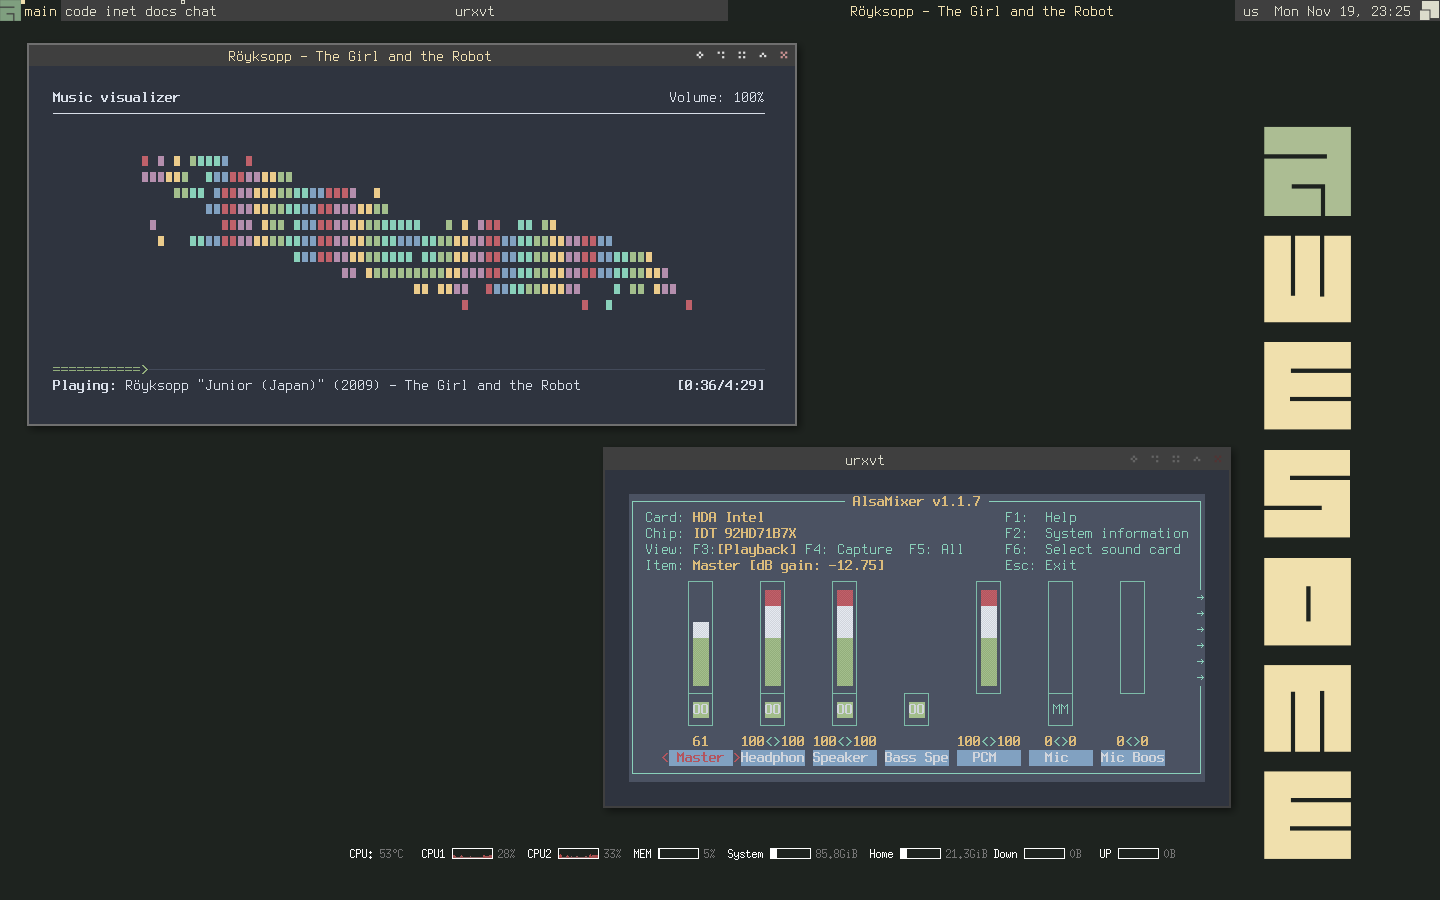 main code inet docs chat
urxvt
Röyksopp - The Girl and the Robot
us Mon Nov 19, 23:25
Röyksopp - The Girl and the Robot
Music visualizer
Volume: 100%
===========>
Playing: Röyksopp "Junior (Japan)" (2009) - The Girl and the Robot
[0:36/4:29]
urxvt
AlsaMixer v1.1.7
Card: HDA Intel F1: Help
Chip: IDT 92HD71B7X F2: System information
View: F3:[Playback] F4: Capture F5: All F6: Select sound card
Item: Master [dB gain: -12.75] Esc: Exit
OO OO OO OO MM
61 100<>100 100<>100 100<>100 0<>0 0<>0
< Master >Headphon Speaker Bass Spe PCM Mic Mic Boos
AWESOME
CPU: 53°C CPU1 28% CPU2 33% MEM 5% System 85.8GiB Home 21.3GiB Down 0B UP 0B